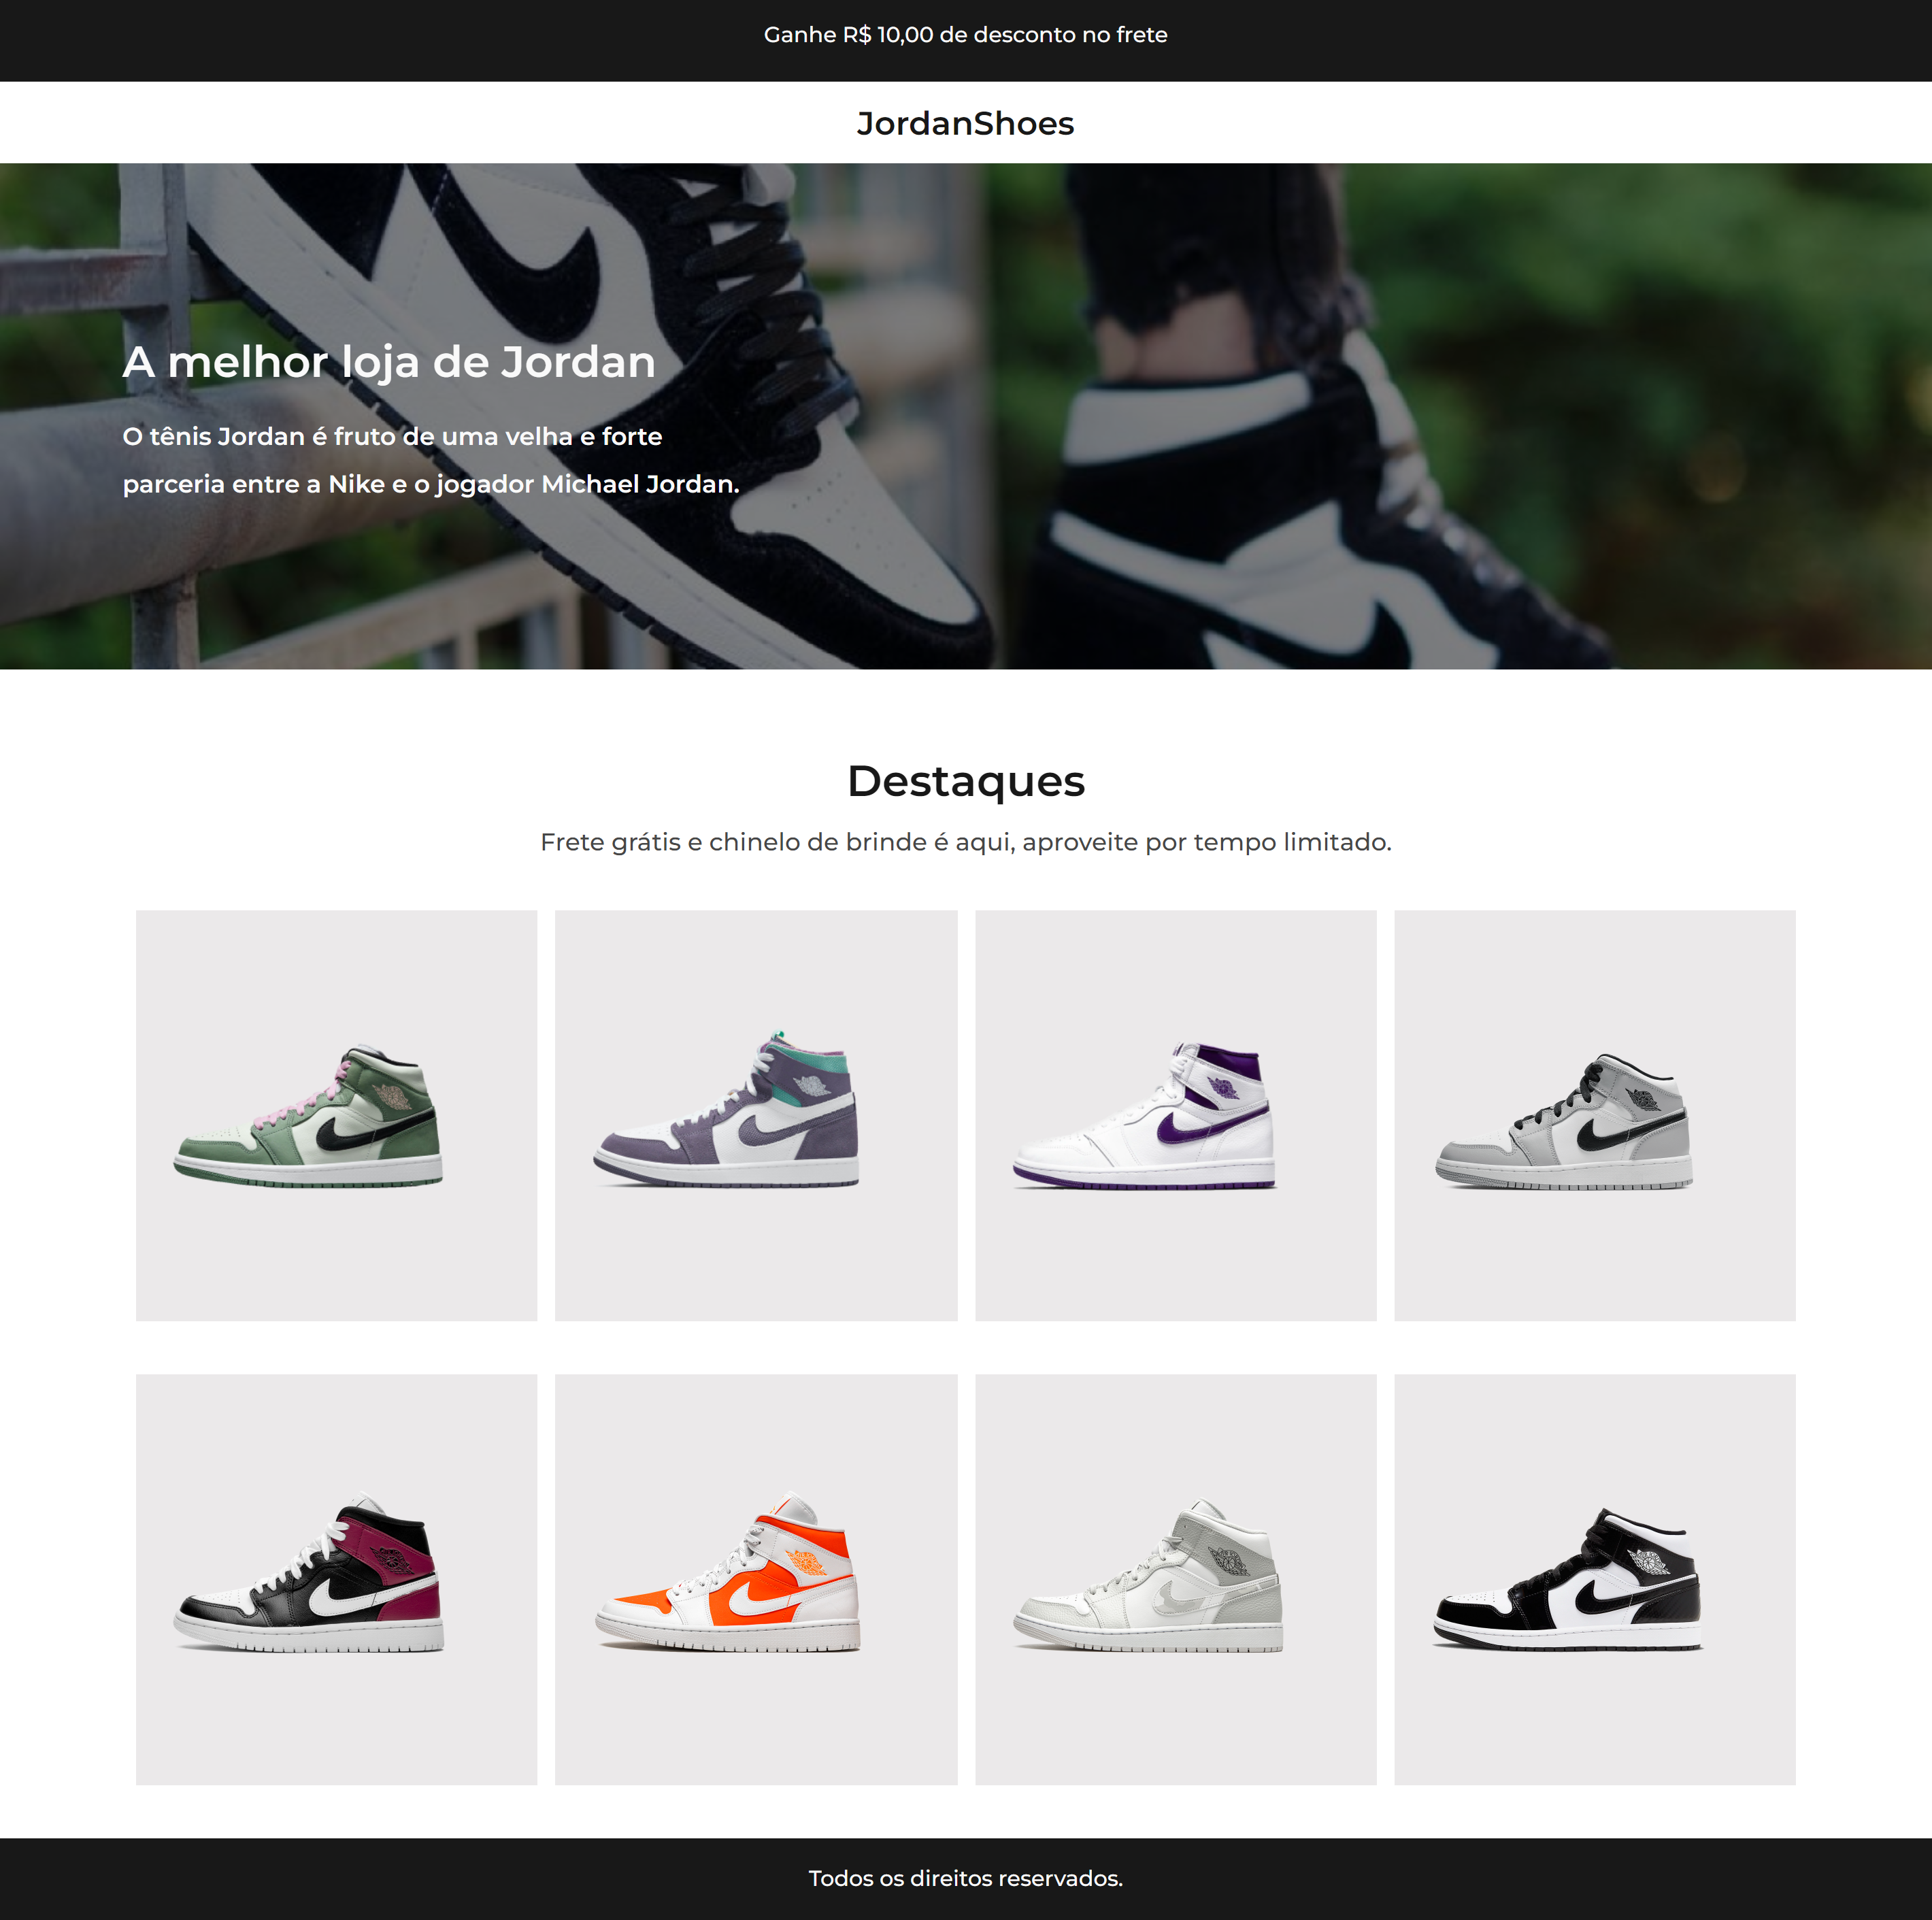 Ganhe R$ 10,00 de desconto no frete
JordanShoes
A melhor loja de Jordan
O tênis Jordan é fruto de uma velha e forte
parceria entre a Nike e o jogador Michael Jordan.
Destaques
Frete grátis e chinelo de brinde é aqui, aproveite por tempo limitado.
Todos os direitos reservados.